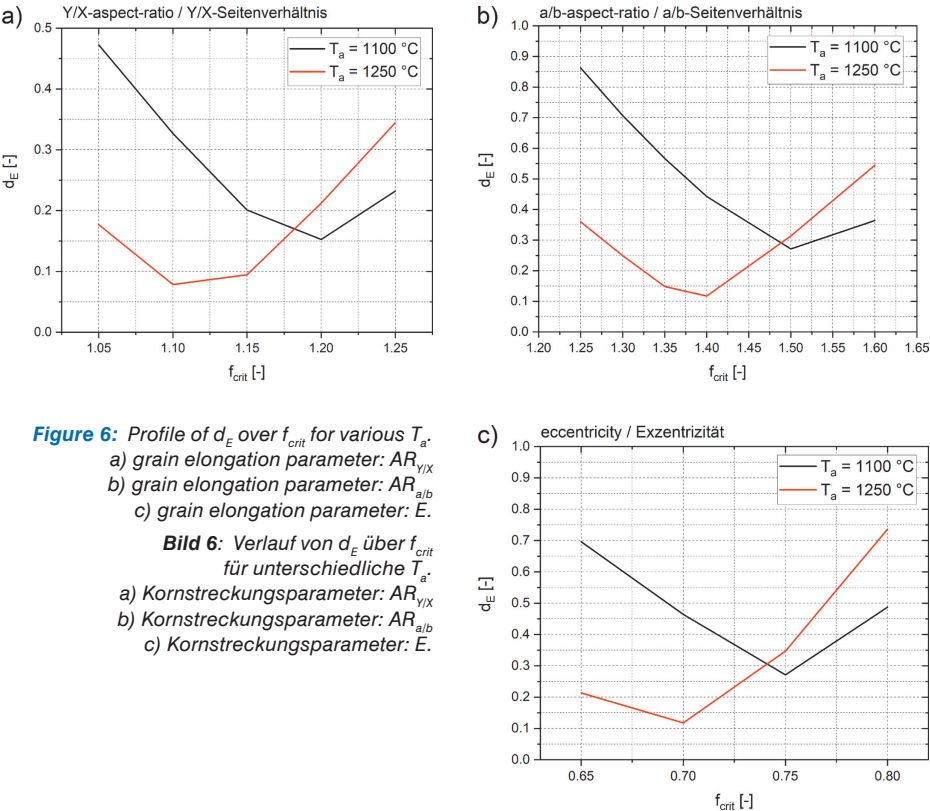 a)
Y/X-aspect-ratio / Y/X-Seitenverhältnis
T_a = 1100 °C
T_a = 1250 °C
0.5
0.4
0.3
0.2
0.1
0.0
d_E [-]
1.05 1.10 1.15 1.20 1.25
f_crit [-]
b)
a/b-aspect-ratio / a/b-Seitenverhältnis
T_a = 1100 °C
T_a = 1250 °C
1.0
0.9
0.8
0.7
0.6
0.5
0.4
0.3
0.2
0.1
0.0
d_E [-]
1.20 1.25 1.30 1.35 1.40 1.45 1.50 1.55 1.60 1.65
f_crit [-]
Figure 6: Profile of d_E over f_crit for various T_a.
a) grain elongation parameter: AR_Y/X
b) grain elongation parameter: AR_a/b
c) grain elongation parameter: E.
Bild 6: Verlauf von d_E über f_crit
für unterschiedliche T_a.
a) Kornstreckungsparameter: AR_Y/X
b) Kornstreckungsparameter: AR_a/b
c) Kornstreckungsparameter: E.
c)
eccentricity / Exzentrizität
T_a = 1100 °C
T_a = 1250 °C
1.0
0.9
0.8
0.7
0.6
0.5
0.4
0.3
0.2
0.1
0.0
d_E [-]
0.65 0.70 0.75 0.80
f_crit [-]